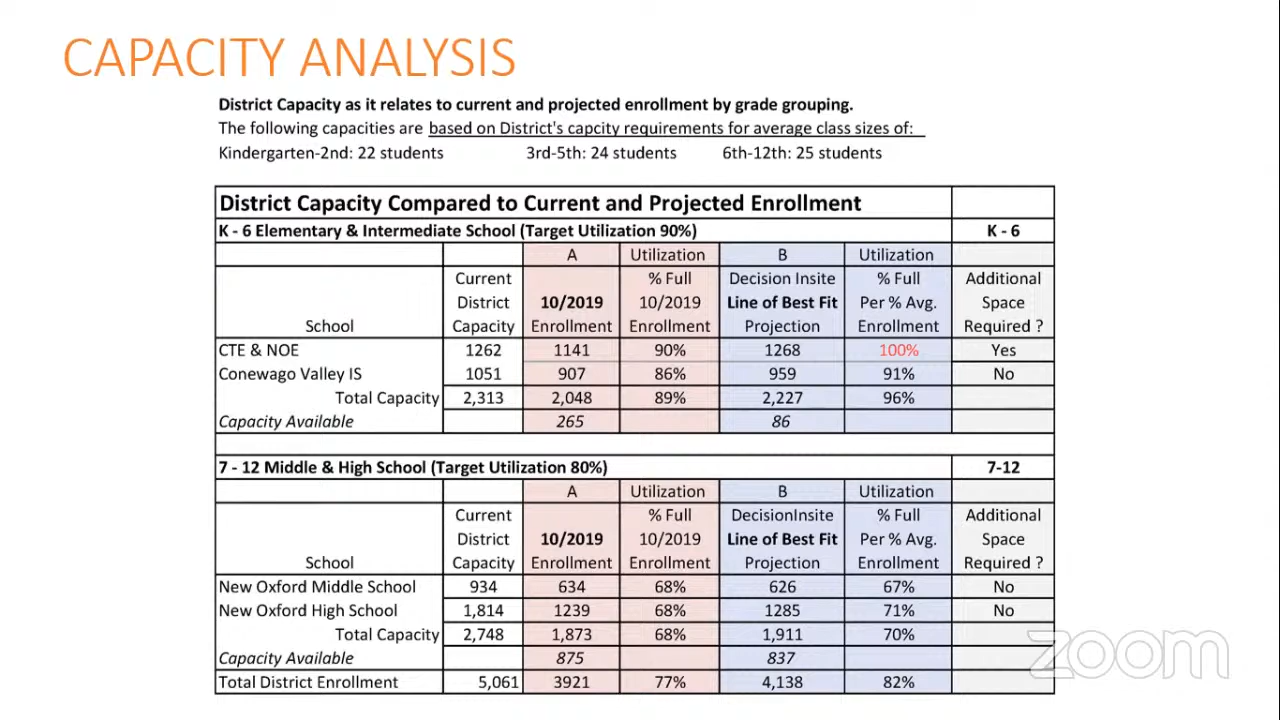 CAPACITY ANALYSIS
District Capacity as it relates to current and projected enrollment by grade grouping.
The following capacities are based on District's capcity requirements for average class sizes of:
Kindergarten-2nd: 22 students 3rd-5th: 24 students 6th-12th: 25 students
District Capacity Compared to Current and Projected Enrollment
K - 6 Elementary & Intermediate School (Target Utilization 90%) K - 6
A Utilization B Utilization
Current % Full Decision Insite % Full Additional
District 10/2019 10/2019 Line of Best Fit Per % Avg. Space
School Capacity Enrollment Enrollment Projection Enrollment Required ?
CTE & NOE 1262 1141 90% 1268 100% Yes
Conewago Valley IS 1051 907 86% 959 91% No
Total Capacity 2,313 2,048 89% 2,227 96%
Capacity Available 265 86
7 - 12 Middle & High School (Target Utilization 80%) 7-12
A Utilization B Utilization
Current % Full DecisionInsite % Full Additional
District 10/2019 10/2019 Line of Best Fit Per % Avg. Space
School Capacity Enrollment Enrollment Projection Enrollment Required ?
New Oxford Middle School 934 634 68% 626 67% No
New Oxford High School 1,814 1239 68% 1285 71% No
Total Capacity 2,748 1,873 68% 1,911 70%
Capacity Available 875 837
Total District Enrollment 5,061 3921 77% 4,138 82%
zoom